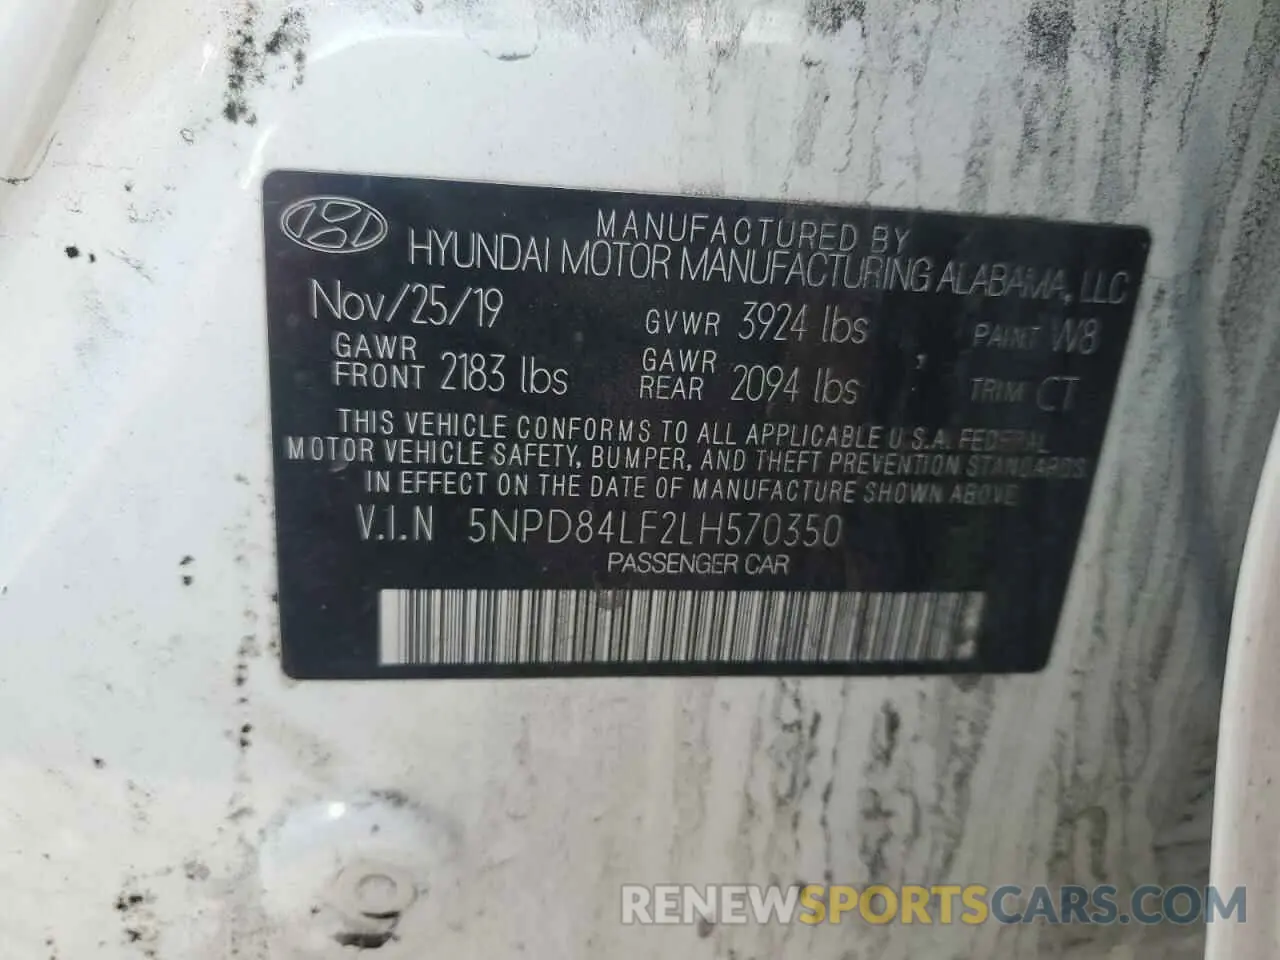 MANUFACTURED BY
HYUNDAI MOTOR MANUFACTURING ALABAMA, LLC
Nov/25/19 GVWR 3924 lbs PAINT W8
GAWR FRONT 2183 lbs GAWR REAR 2094 lbs TRIM CT
THIS VEHICLE CONFORMS TO ALL APPLICABLE U.S.A. FEDERAL
MOTOR VEHICLE SAFETY, BUMPER, AND THEFT PREVENTION STANDARDS
IN EFFECT ON THE DATE OF MANUFACTURE SHOWN ABOVE
V.I.N 5NPD84LF2LH570350
PASSENGER CAR
RENEWSPORTSCARS.COM